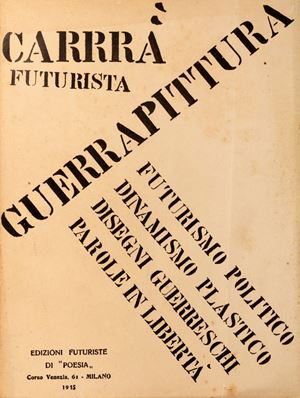 CARRRÀ
FUTURISTA
GUERRAPITTURA
FUTURISMO POLITICO
DINAMISMO PLASTICO
DISEGNI GUERRESCHI
PAROLE IN LIBERTÀ
EDIZIONI FUTURISTE
DI "POESIA„
Corso Venezia, 61 - MILANO
1915